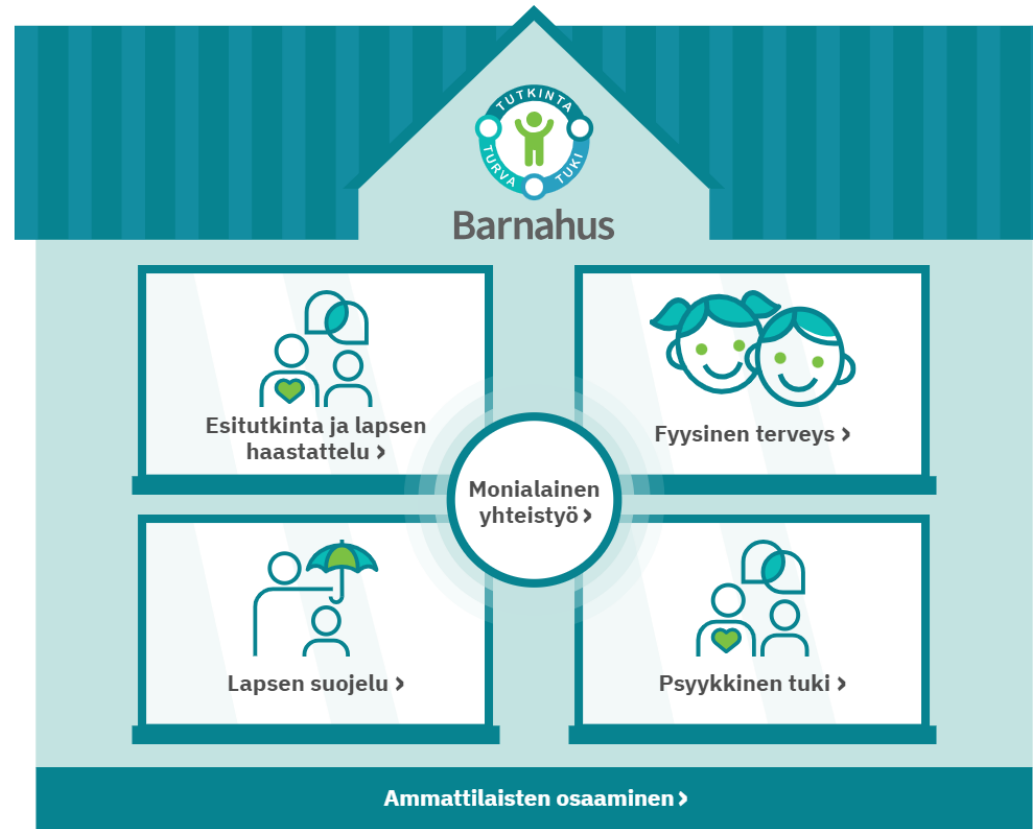 TUTKINTA
TURVA
TUKI
Barnahus
Esitutkinta ja lapsen
haastattelu ›
Fyysinen terveys ›
Monialainen
yhteistyö ›
Lapsen suojelu ›
Psyykkinen tuki ›
Ammattilaisten osaaminen ›